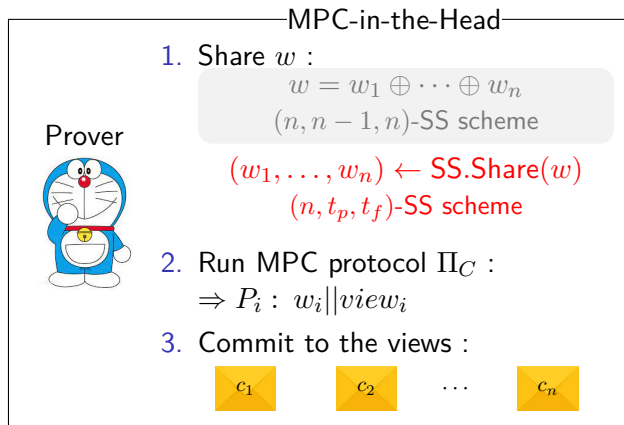 MPC-in-the-Head
Prover
1. Share w :
w = w₁ ⊕ ⋯ ⊕ wₙ
(n, n − 1, n)-SS scheme
(w₁, …, wₙ) ← SS.Share(w)
(n, tₚ, t_f)-SS scheme
2. Run MPC protocol Π_C :
⇒ Pᵢ : wᵢ||viewᵢ
3. Commit to the views :
c₁ c₂ ⋯ cₙ